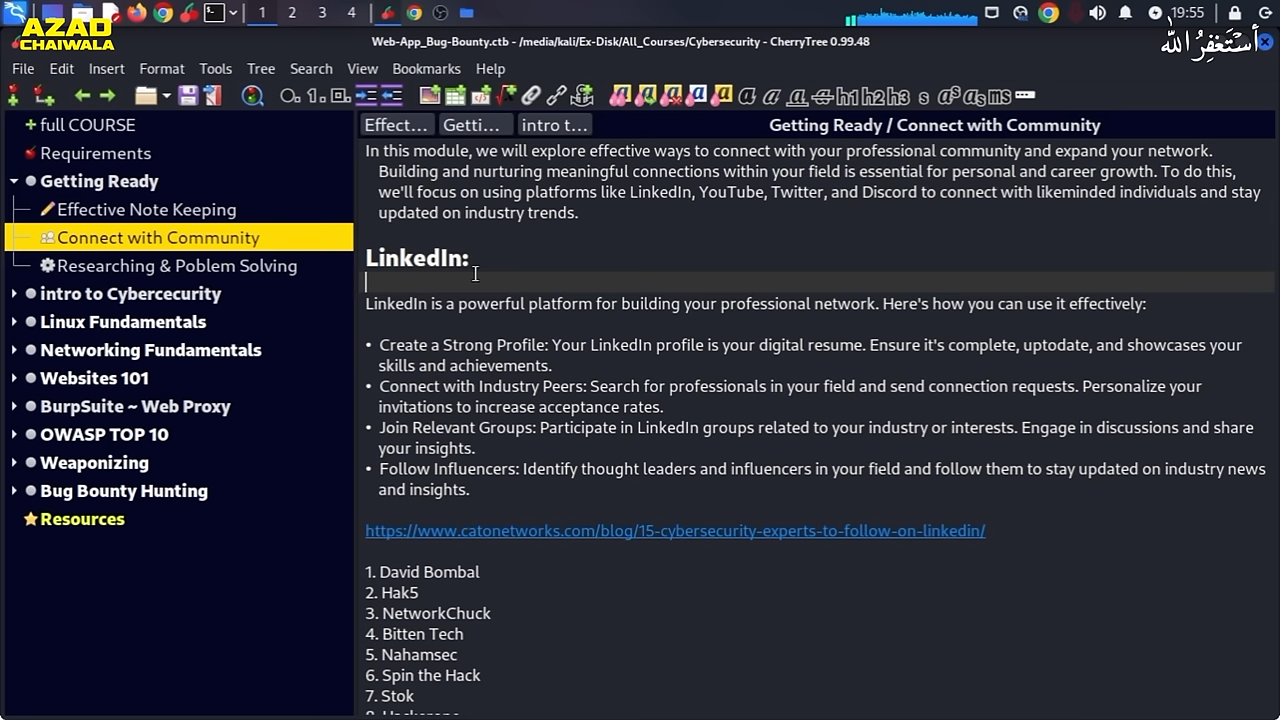 1 2 3 4
19:55
AZAD
CHAIWALA
Web-App_Bug-Bounty.ctb - /media/kali/Ex-Disk/All_Courses/Cybersecurity - CherryTree 0.99.48
أستغفر الله
File Edit Insert Format Tools Tree Search View Bookmarks Help
h1 h2 h3 s
full COURSE
Requirements
Getting Ready
Effective Note Keeping
Connect with Community
Researching & Poblem Solving
intro to Cybercecurity
Linux Fundamentals
Networking Fundamentals
Websites 101
BurpSuite ~ Web Proxy
OWASP TOP 10
Weaponizing
Bug Bounty Hunting
Resources
Effect... Getti... intro t... Getting Ready / Connect with Community
In this module, we will explore effective ways to connect with your professional community and expand your network.
Building and nurturing meaningful connections within your field is essential for personal and career growth. To do this,
we'll focus on using platforms like LinkedIn, YouTube, Twitter, and Discord to connect with likeminded individuals and stay
updated on industry trends.
LinkedIn:
LinkedIn is a powerful platform for building your professional network. Here's how you can use it effectively:
• Create a Strong Profile: Your LinkedIn profile is your digital resume. Ensure it's complete, uptodate, and showcases your
skills and achievements.
• Connect with Industry Peers: Search for professionals in your field and send connection requests. Personalize your
invitations to increase acceptance rates.
• Join Relevant Groups: Participate in LinkedIn groups related to your industry or interests. Engage in discussions and share
your insights.
• Follow Influencers: Identify thought leaders and influencers in your field and follow them to stay updated on industry news
and insights.
https://www.catonetworks.com/blog/15-cybersecurity-experts-to-follow-on-linkedin/
1. David Bombal
2. Hak5
3. NetworkChuck
4. Bitten Tech
5. Nahamsec
6. Spin the Hack
7. Stok